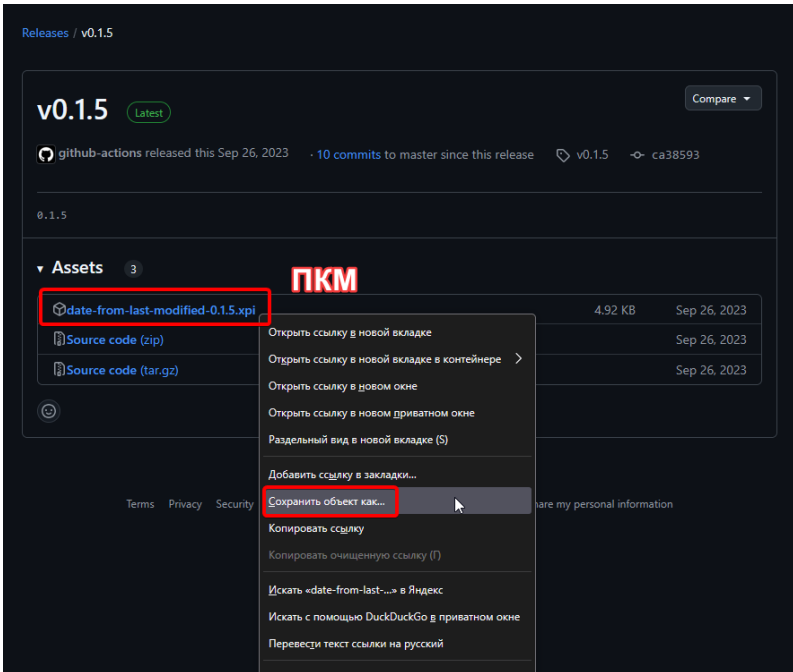 Releases / v0.1.5
v0.1.5 Latest Compare
github-actions released this Sep 26, 2023 · 10 commits to master since this release v0.1.5 ca38593
0.1.5
Assets 3
ПКМ
date-from-last-modified-0.1.5.xpi 4.92 KB Sep 26, 2023
Source code (zip) Sep 26, 2023
Source code (tar.gz) Sep 26, 2023
Открыть ссылку в новой вкладке
Открыть ссылку в новой вкладке в контейнере
Открыть ссылку в новом окне
Открыть ссылку в новом приватном окне
Раздельный вид в новой вкладке (S)
Добавить ссылку в закладки...
Сохранить объект как...
Копировать ссылку
Копировать очищенную ссылку (Г)
Искать «date-from-last-...» в Яндекс
Искать с помощью DuckDuckGo в приватном окне
Перевести текст ссылки на русский
Terms Privacy Security hare my personal information